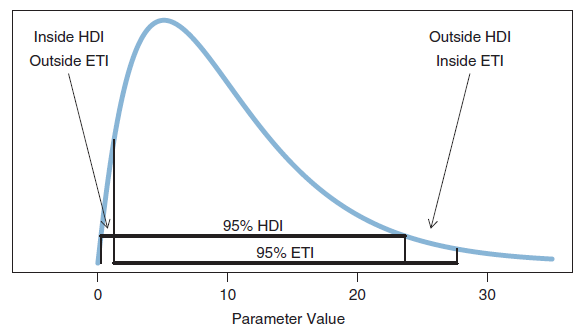 Inside HDI
Outside ETI
Outside HDI
Inside ETI
95% HDI
95% ETI
0 10 20 30
Parameter Value